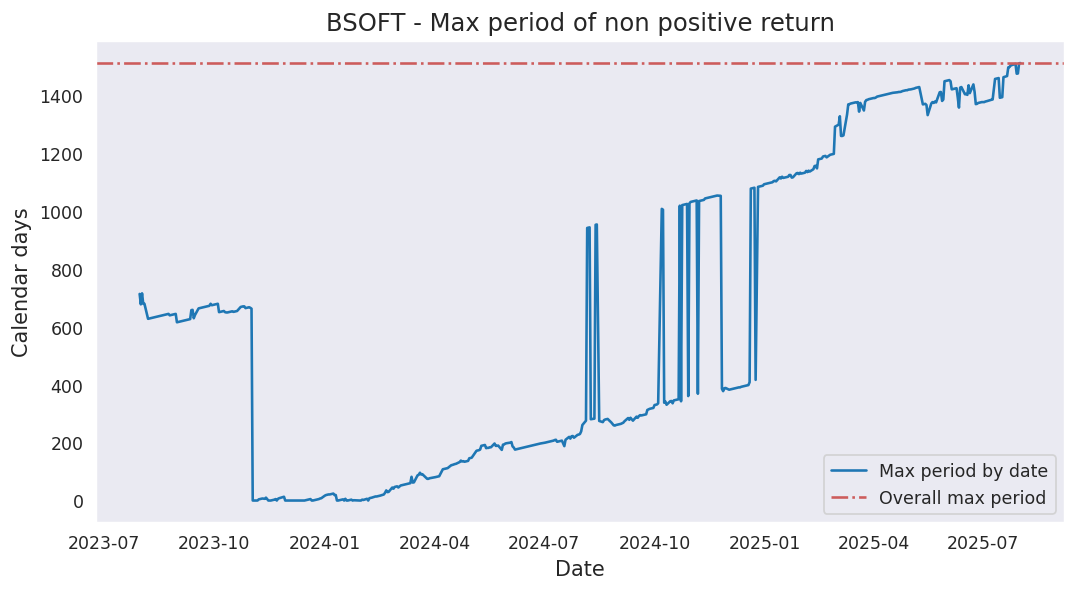 BSOFT - Max period of non positive return
Calendar days
1400
1200
1000
800
600
400
200
0
2023-07 2023-10 2024-01 2024-04 2024-07 2024-10 2025-01 2025-04 2025-07
Date
Max period by date
Overall max period